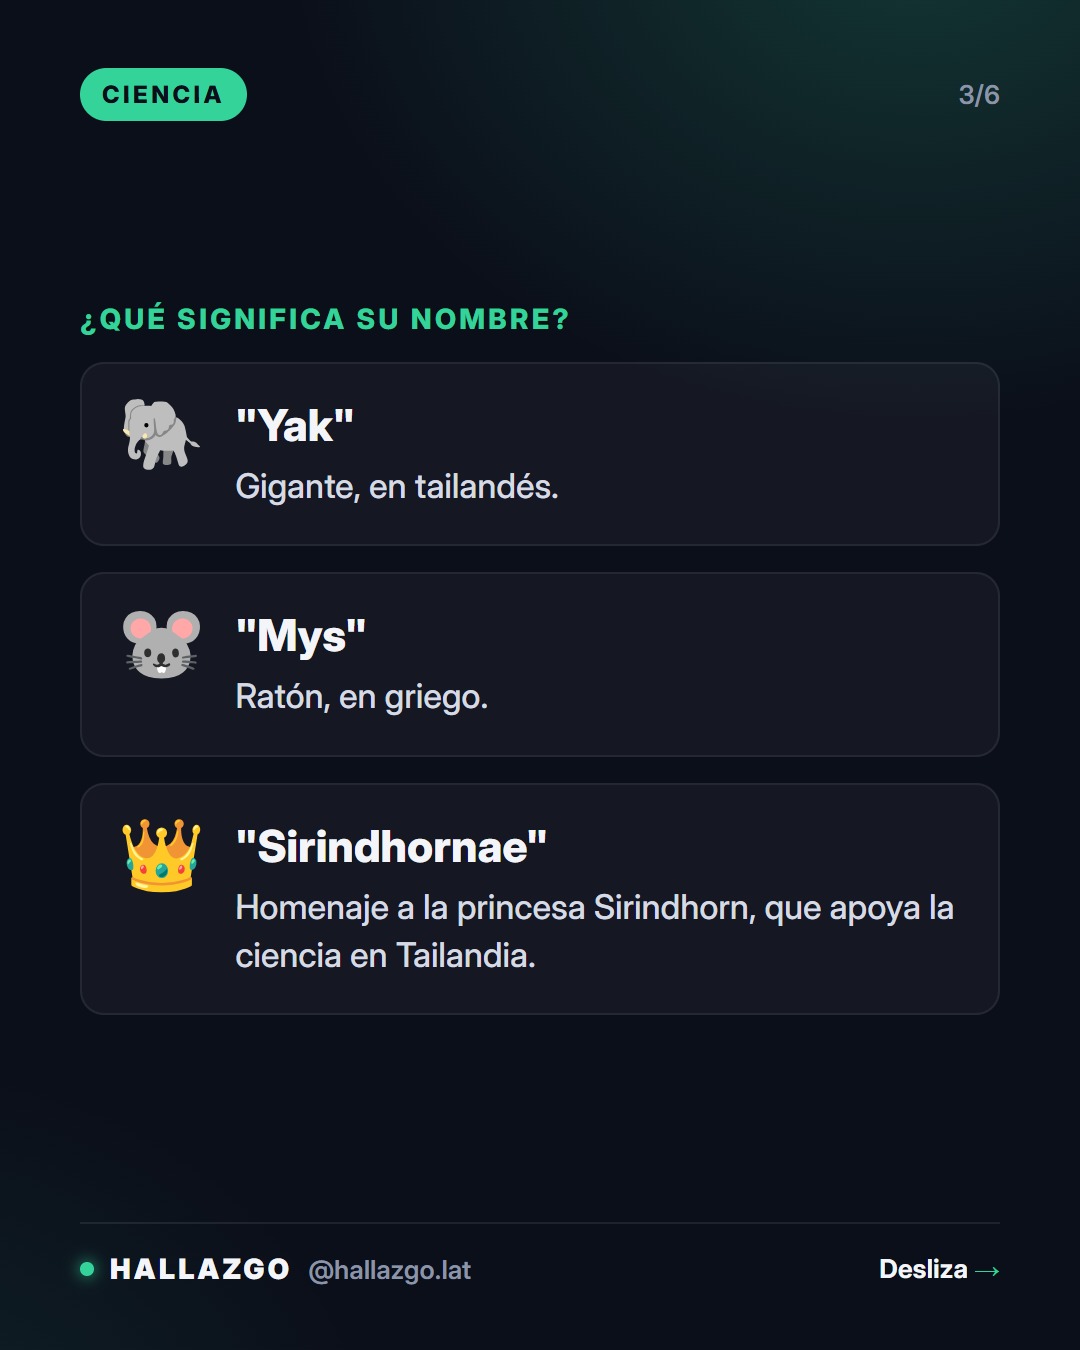 CIENCIA
3/6
¿QUÉ SIGNIFICA SU NOMBRE?
"Yak"
Gigante, en tailandés.
"Mys"
Ratón, en griego.
"Sirindhornae"
Homenaje a la princesa Sirindhorn, que apoya la
ciencia en Tailandia.
HALLAZGO @hallazgo.lat
Desliza →